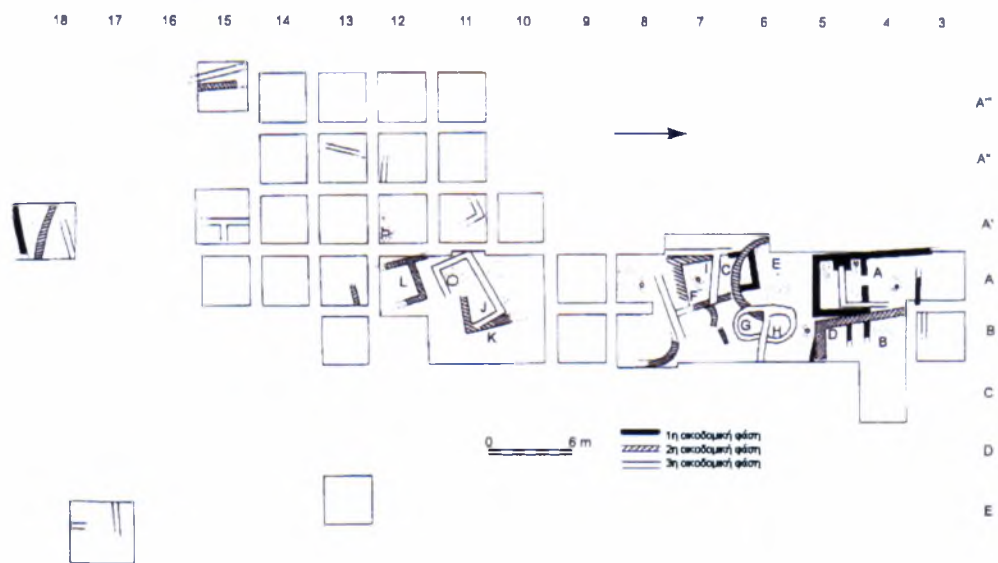 18 17 16 15 14 13 12 11 10 9 8 7 6 5 4 3
A'''
A''
A'
I C E A
L F A
J
G H D B B
K
C
0 6 m
1η οικοδομική φάση
2η οικοδομική φάση
D
3η οικοδομική φάση
E